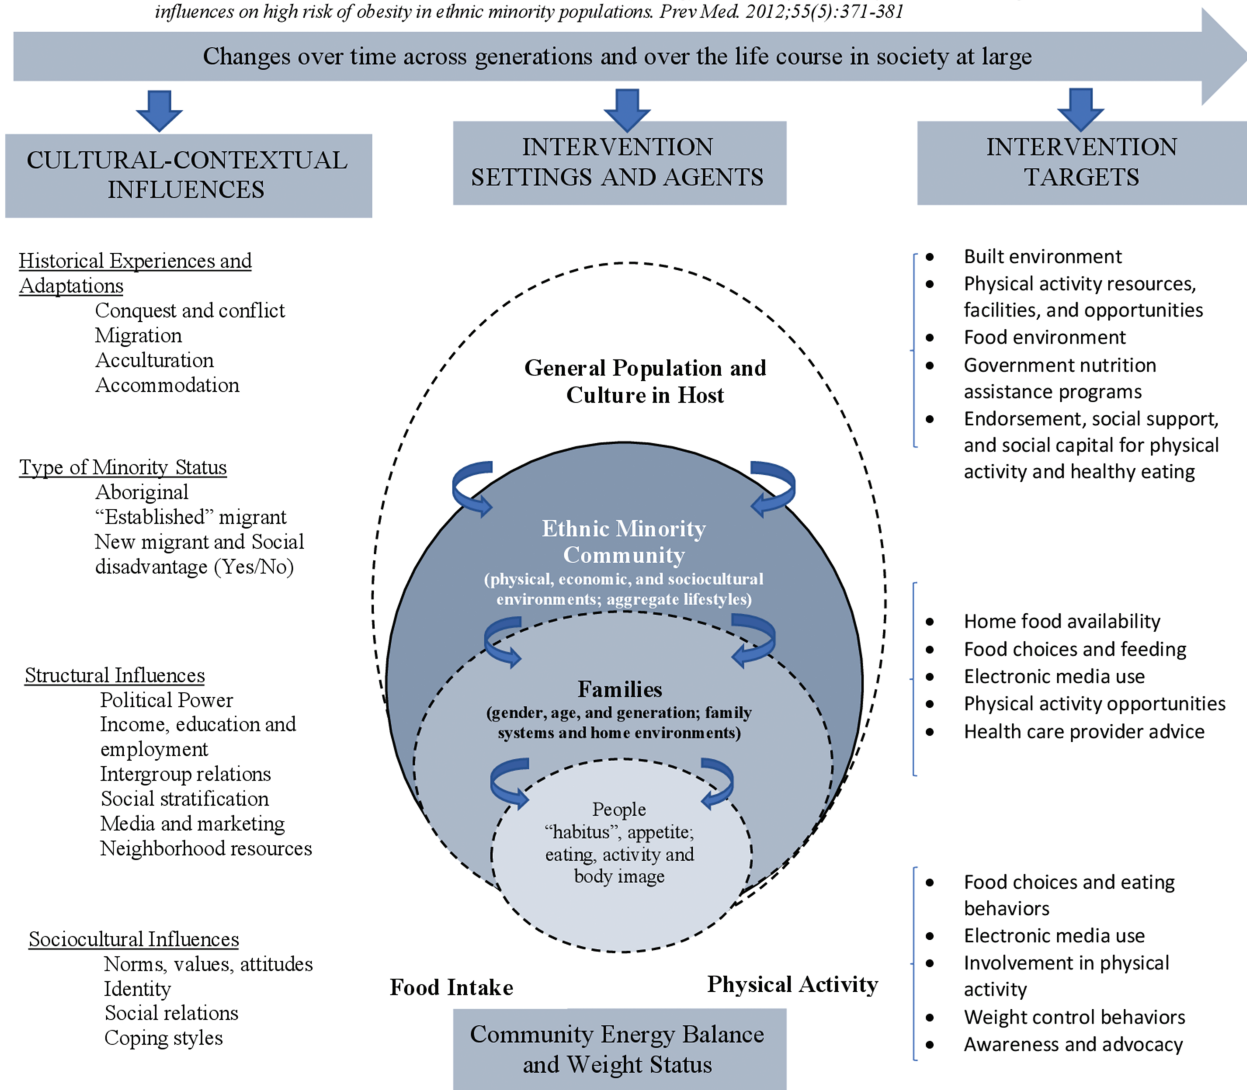 influences on high risk of obesity in ethnic minority populations. Prev Med. 2012;55(5):371-381
Changes over time across generations and over the life course in society at large
CULTURAL-CONTEXTUAL
INFLUENCES
INTERVENTION
SETTINGS AND AGENTS
INTERVENTION
TARGETS
Historical Experiences and
Adaptations
Conquest and conflict
Migration
Acculturation
Accommodation
Type of Minority Status
Aboriginal
“Established” migrant
New migrant and Social
disadvantage (Yes/No)
Structural Influences
Political Power
Income, education and
employment
Intergroup relations
Social stratification
Media and marketing
Neighborhood resources
Sociocultural Influences
Norms, values, attitudes
Identity
Social relations
Coping styles
General Population and
Culture in Host
Ethnic Minority
Community
(physical, economic, and sociocultural
environments; aggregate lifestyles)
Families
(gender, age, and generation; family
systems and home environments)
People
“habitus”, appetite;
eating, activity and
body image
Food Intake
Physical Activity
Community Energy Balance
and Weight Status
• Built environment
• Physical activity resources,
facilities, and opportunities
• Food environment
• Government nutrition
assistance programs
• Endorsement, social support,
and social capital for physical
activity and healthy eating
• Home food availability
• Food choices and feeding
• Electronic media use
• Physical activity opportunities
• Health care provider advice
• Food choices and eating
behaviors
• Electronic media use
• Involvement in physical
activity
• Weight control behaviors
• Awareness and advocacy